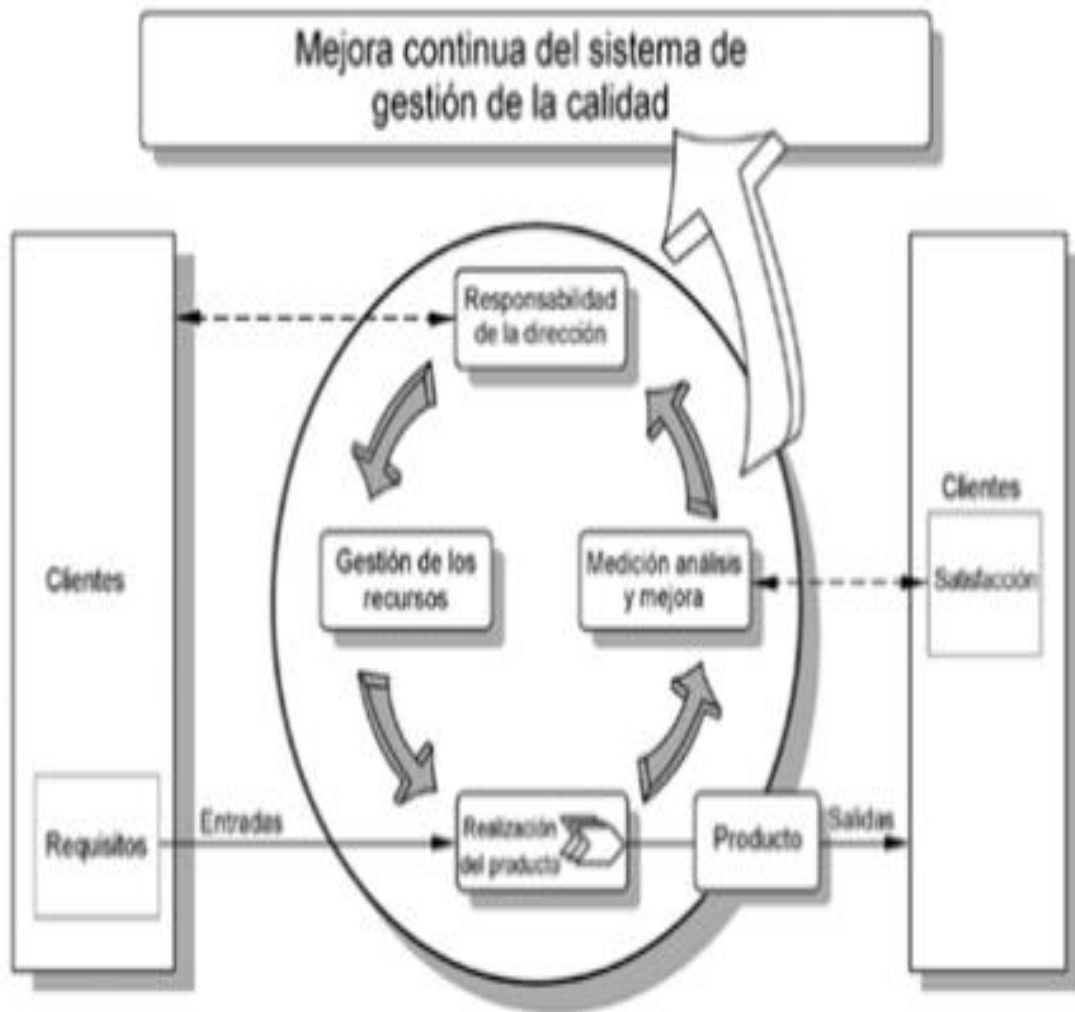 Mejora continua del sistema de
gestión de la calidad
Responsabilidad
de la dirección
Clientes
Gestión de los
recursos
Medición análisis
y mejora
Clientes
Satisfacción
Requisitos
Entradas
Realización
del producto
Producto
Salidas